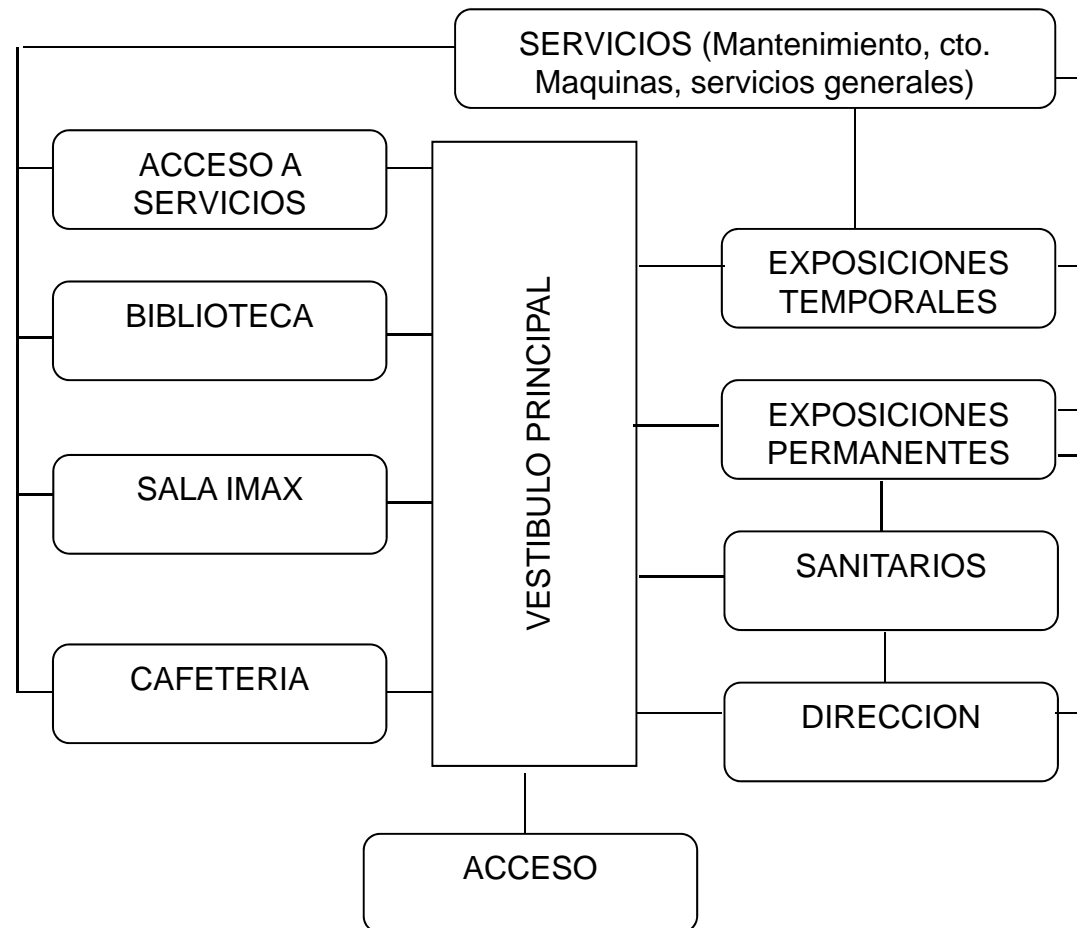 SERVICIOS (Mantenimiento, cto.
Maquinas, servicios generales)
ACCESO A
SERVICIOS
BIBLIOTECA
SALA IMAX
CAFETERIA
VESTIBULO PRINCIPAL
EXPOSICIONES
TEMPORALES
EXPOSICIONES
PERMANENTES
SANITARIOS
DIRECCION
ACCESO